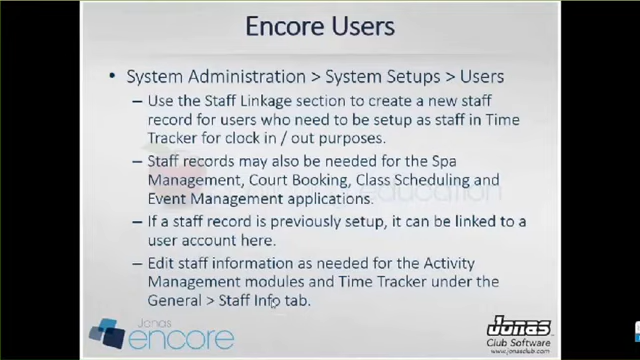 Encore Users
• System Administration > System Setups > Users
– Use the Staff Linkage section to create a new staff
record for users who need to be setup as staff in Time
Tracker for clock in / out purposes.
– Staff records may also be needed for the Spa
Management, Court Booking, Class Scheduling and
Event Management applications.
– If a staff record is previously setup, it can be linked to a
user account here.
– Edit staff information as needed for the Activity
Management modules and Time Tracker under the
General > Staff Info tab.
Jonas
encore
Jonas
Club Software
www.jonasclub.com